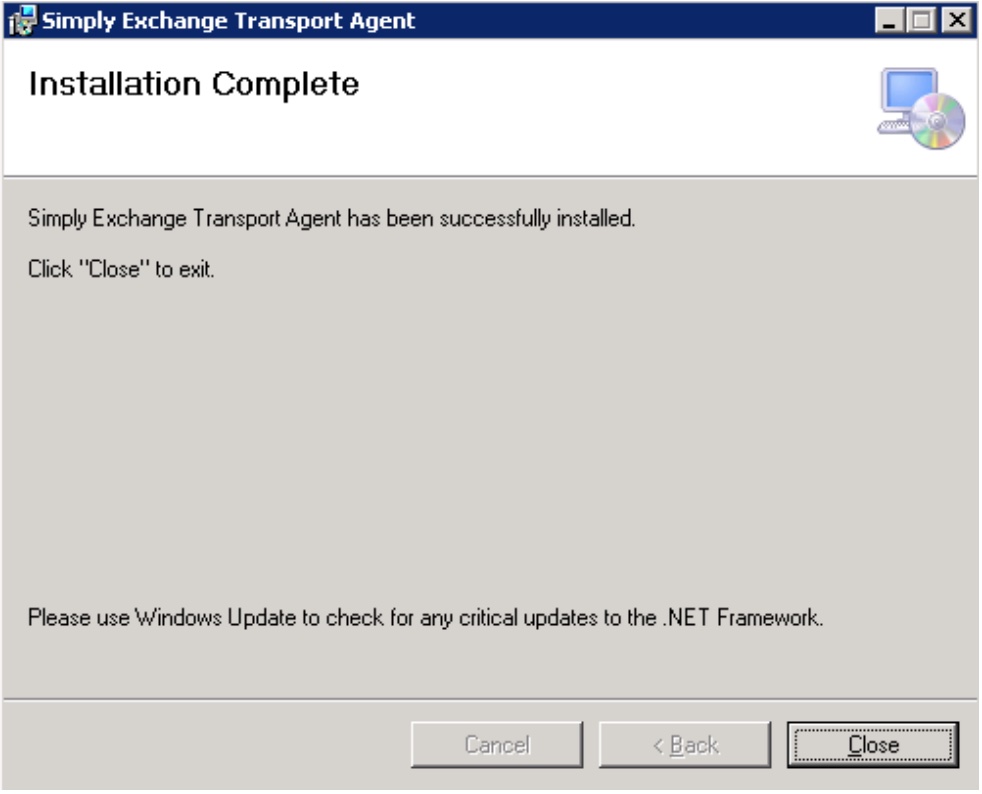 Simply Exchange Transport Agent
Installation Complete
Simply Exchange Transport Agent has been successfully installed.
Click "Close" to exit.
Please use Windows Update to check for any critical updates to the .NET Framework.
Cancel < Back Close